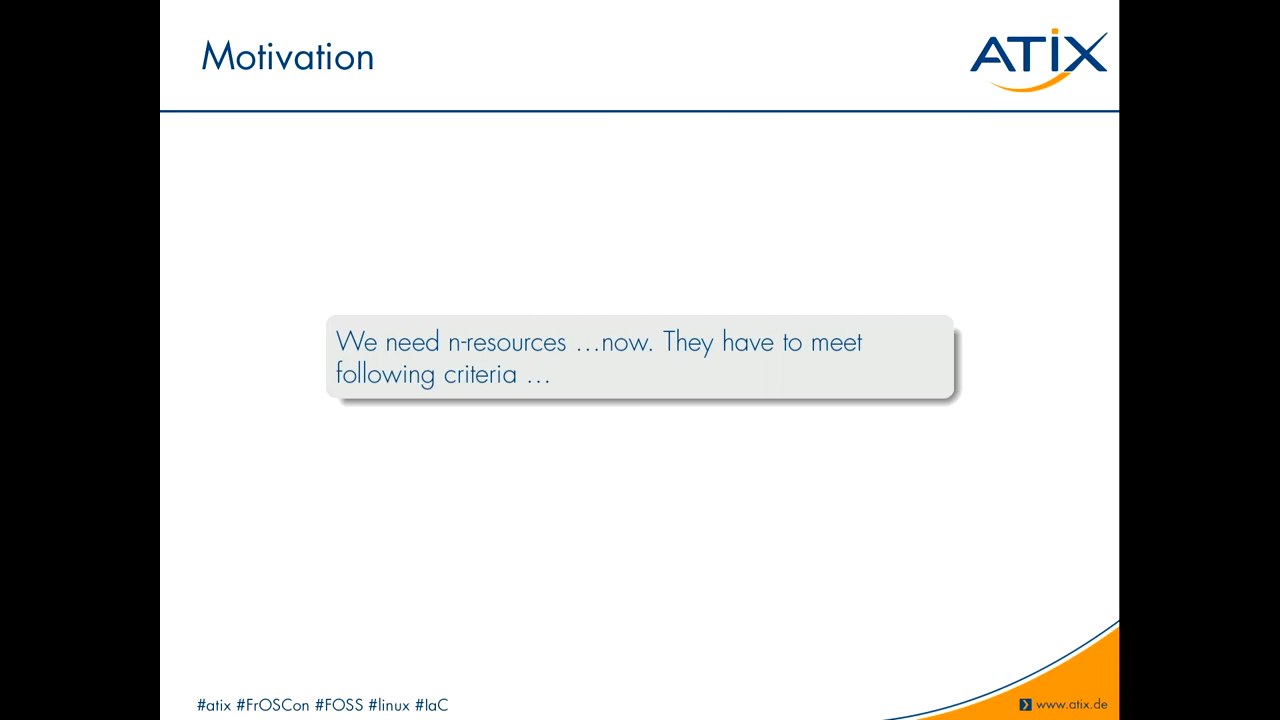 Motivation
ATIX
We need n-resources …now. They have to meet
following criteria …
#atix #FrOSCon #FOSS #linux #IaC
www.atix.de